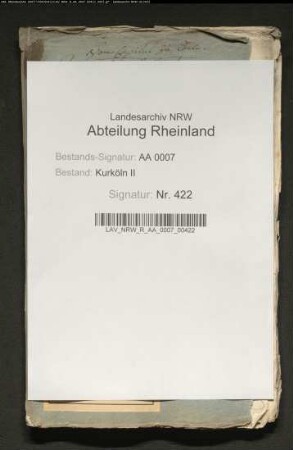 Landesarchiv NRW
Abteilung Rheinland
Bestands-Signatur: AA 0007
Bestand: Kurköln II
Signatur: Nr. 422
LAV_NRW_R_AA_0007_00422